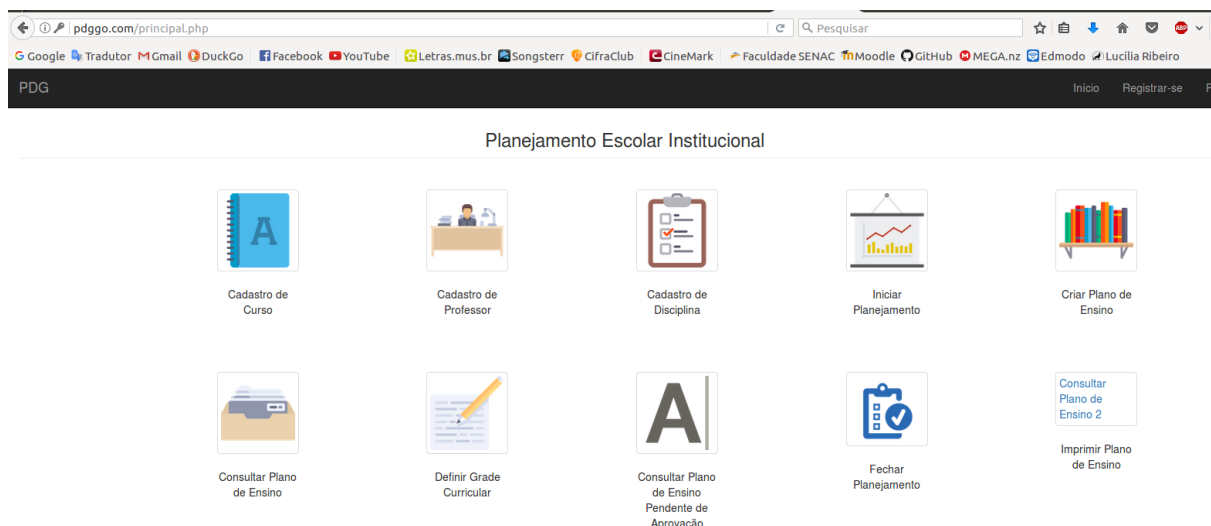 pdggo.com/principal.php
Pesquisar
Google Tradutor Gmail DuckGo Facebook YouTube Letras.mus.br Songsterr CifraClub CineMark Faculdade SENAC Moodle GitHub MEGA.nz Edmodo Lucília Ribeiro
PDG Início Registrar-se
Planejamento Escolar Institucional
A
Cadastro de
Curso
Cadastro de
Professor
Cadastro de
Disciplina
Iniciar
Planejamento
Criar Plano de
Ensino
Consultar Plano
de Ensino
Definir Grade
Curricular
A
Consultar Plano
de Ensino
Pendente de
Aprovação
Fechar
Planejamento
Consultar
Plano de
Ensino 2
Imprimir Plano
de Ensino